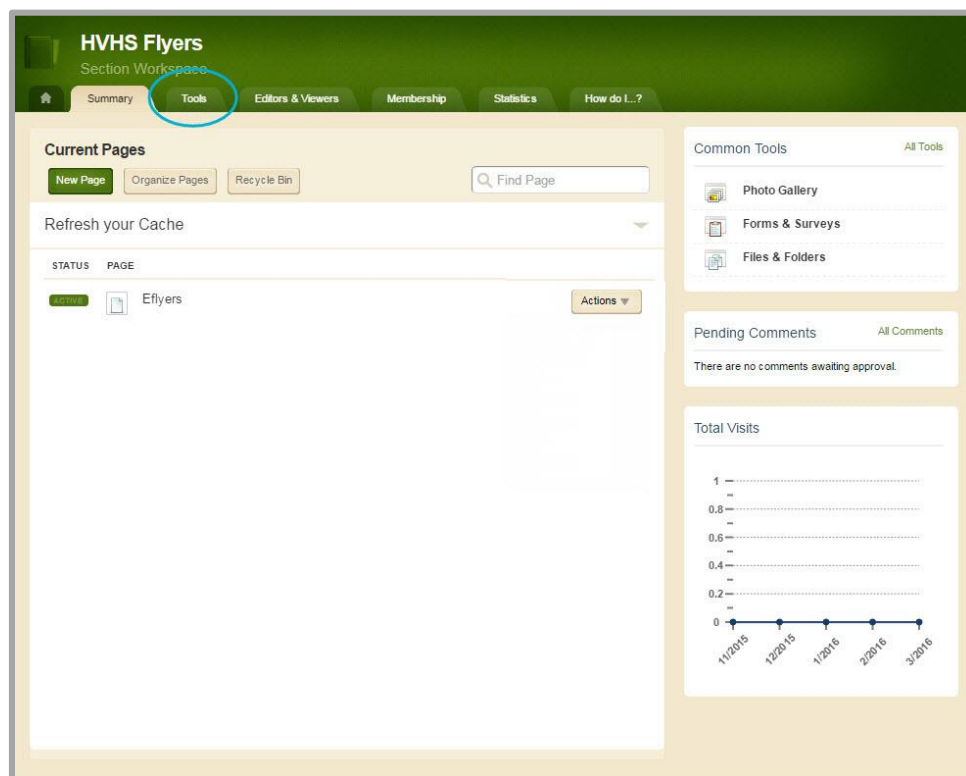 HVHS Flyers
Section Workspace
Summary Tools Editors & Viewers Membership Statistics How do I...?
Current Pages
New Page Organize Pages Recycle Bin Find Page
Refresh your Cache
STATUS PAGE
ACTIVE Eflyers Actions
Common Tools All Tools
Photo Gallery
Forms & Surveys
Files & Folders
Pending Comments All Comments
There are no comments awaiting approval.
Total Visits
1
0.8
0.6
0.4
0.2
0
11/2015 12/2015 1/2016 2/2016 3/2016